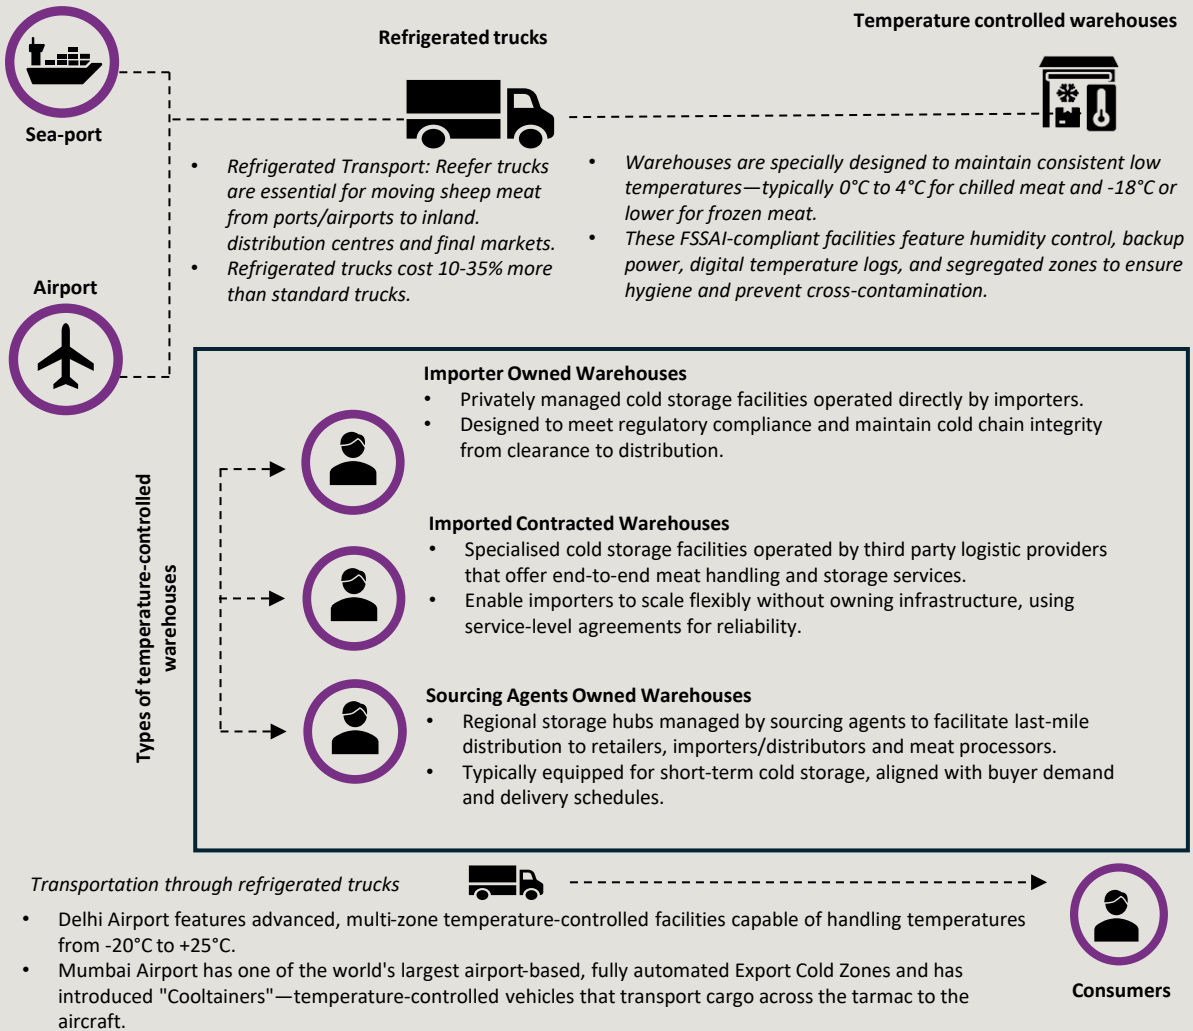 Sea-port
Refrigerated trucks
Temperature controlled warehouses
• Refrigerated Transport: Reefer trucks
are essential for moving sheep meat
from ports/airports to inland.
distribution centres and final markets.
• Refrigerated trucks cost 10-35% more
than standard trucks.
• Warehouses are specially designed to maintain consistent low
temperatures—typically 0°C to 4°C for chilled meat and -18°C or
lower for frozen meat.
• These FSSAI-compliant facilities feature humidity control, backup
power, digital temperature logs, and segregated zones to ensure
hygiene and prevent cross-contamination.
Airport
Types of temperature-controlled
warehouses
Importer Owned Warehouses
• Privately managed cold storage facilities operated directly by importers.
• Designed to meet regulatory compliance and maintain cold chain integrity
from clearance to distribution.
Imported Contracted Warehouses
• Specialised cold storage facilities operated by third party logistic providers
that offer end-to-end meat handling and storage services.
• Enable importers to scale flexibly without owning infrastructure, using
service-level agreements for reliability.
Sourcing Agents Owned Warehouses
• Regional storage hubs managed by sourcing agents to facilitate last-mile
distribution to retailers, importers/distributors and meat processors.
• Typically equipped for short-term cold storage, aligned with buyer demand
and delivery schedules.
Transportation through refrigerated trucks
• Delhi Airport features advanced, multi-zone temperature-controlled facilities capable of handling temperatures
from -20°C to +25°C.
• Mumbai Airport has one of the world's largest airport-based, fully automated Export Cold Zones and has
introduced "Cooltainers"—temperature-controlled vehicles that transport cargo across the tarmac to the
aircraft.
Consumers